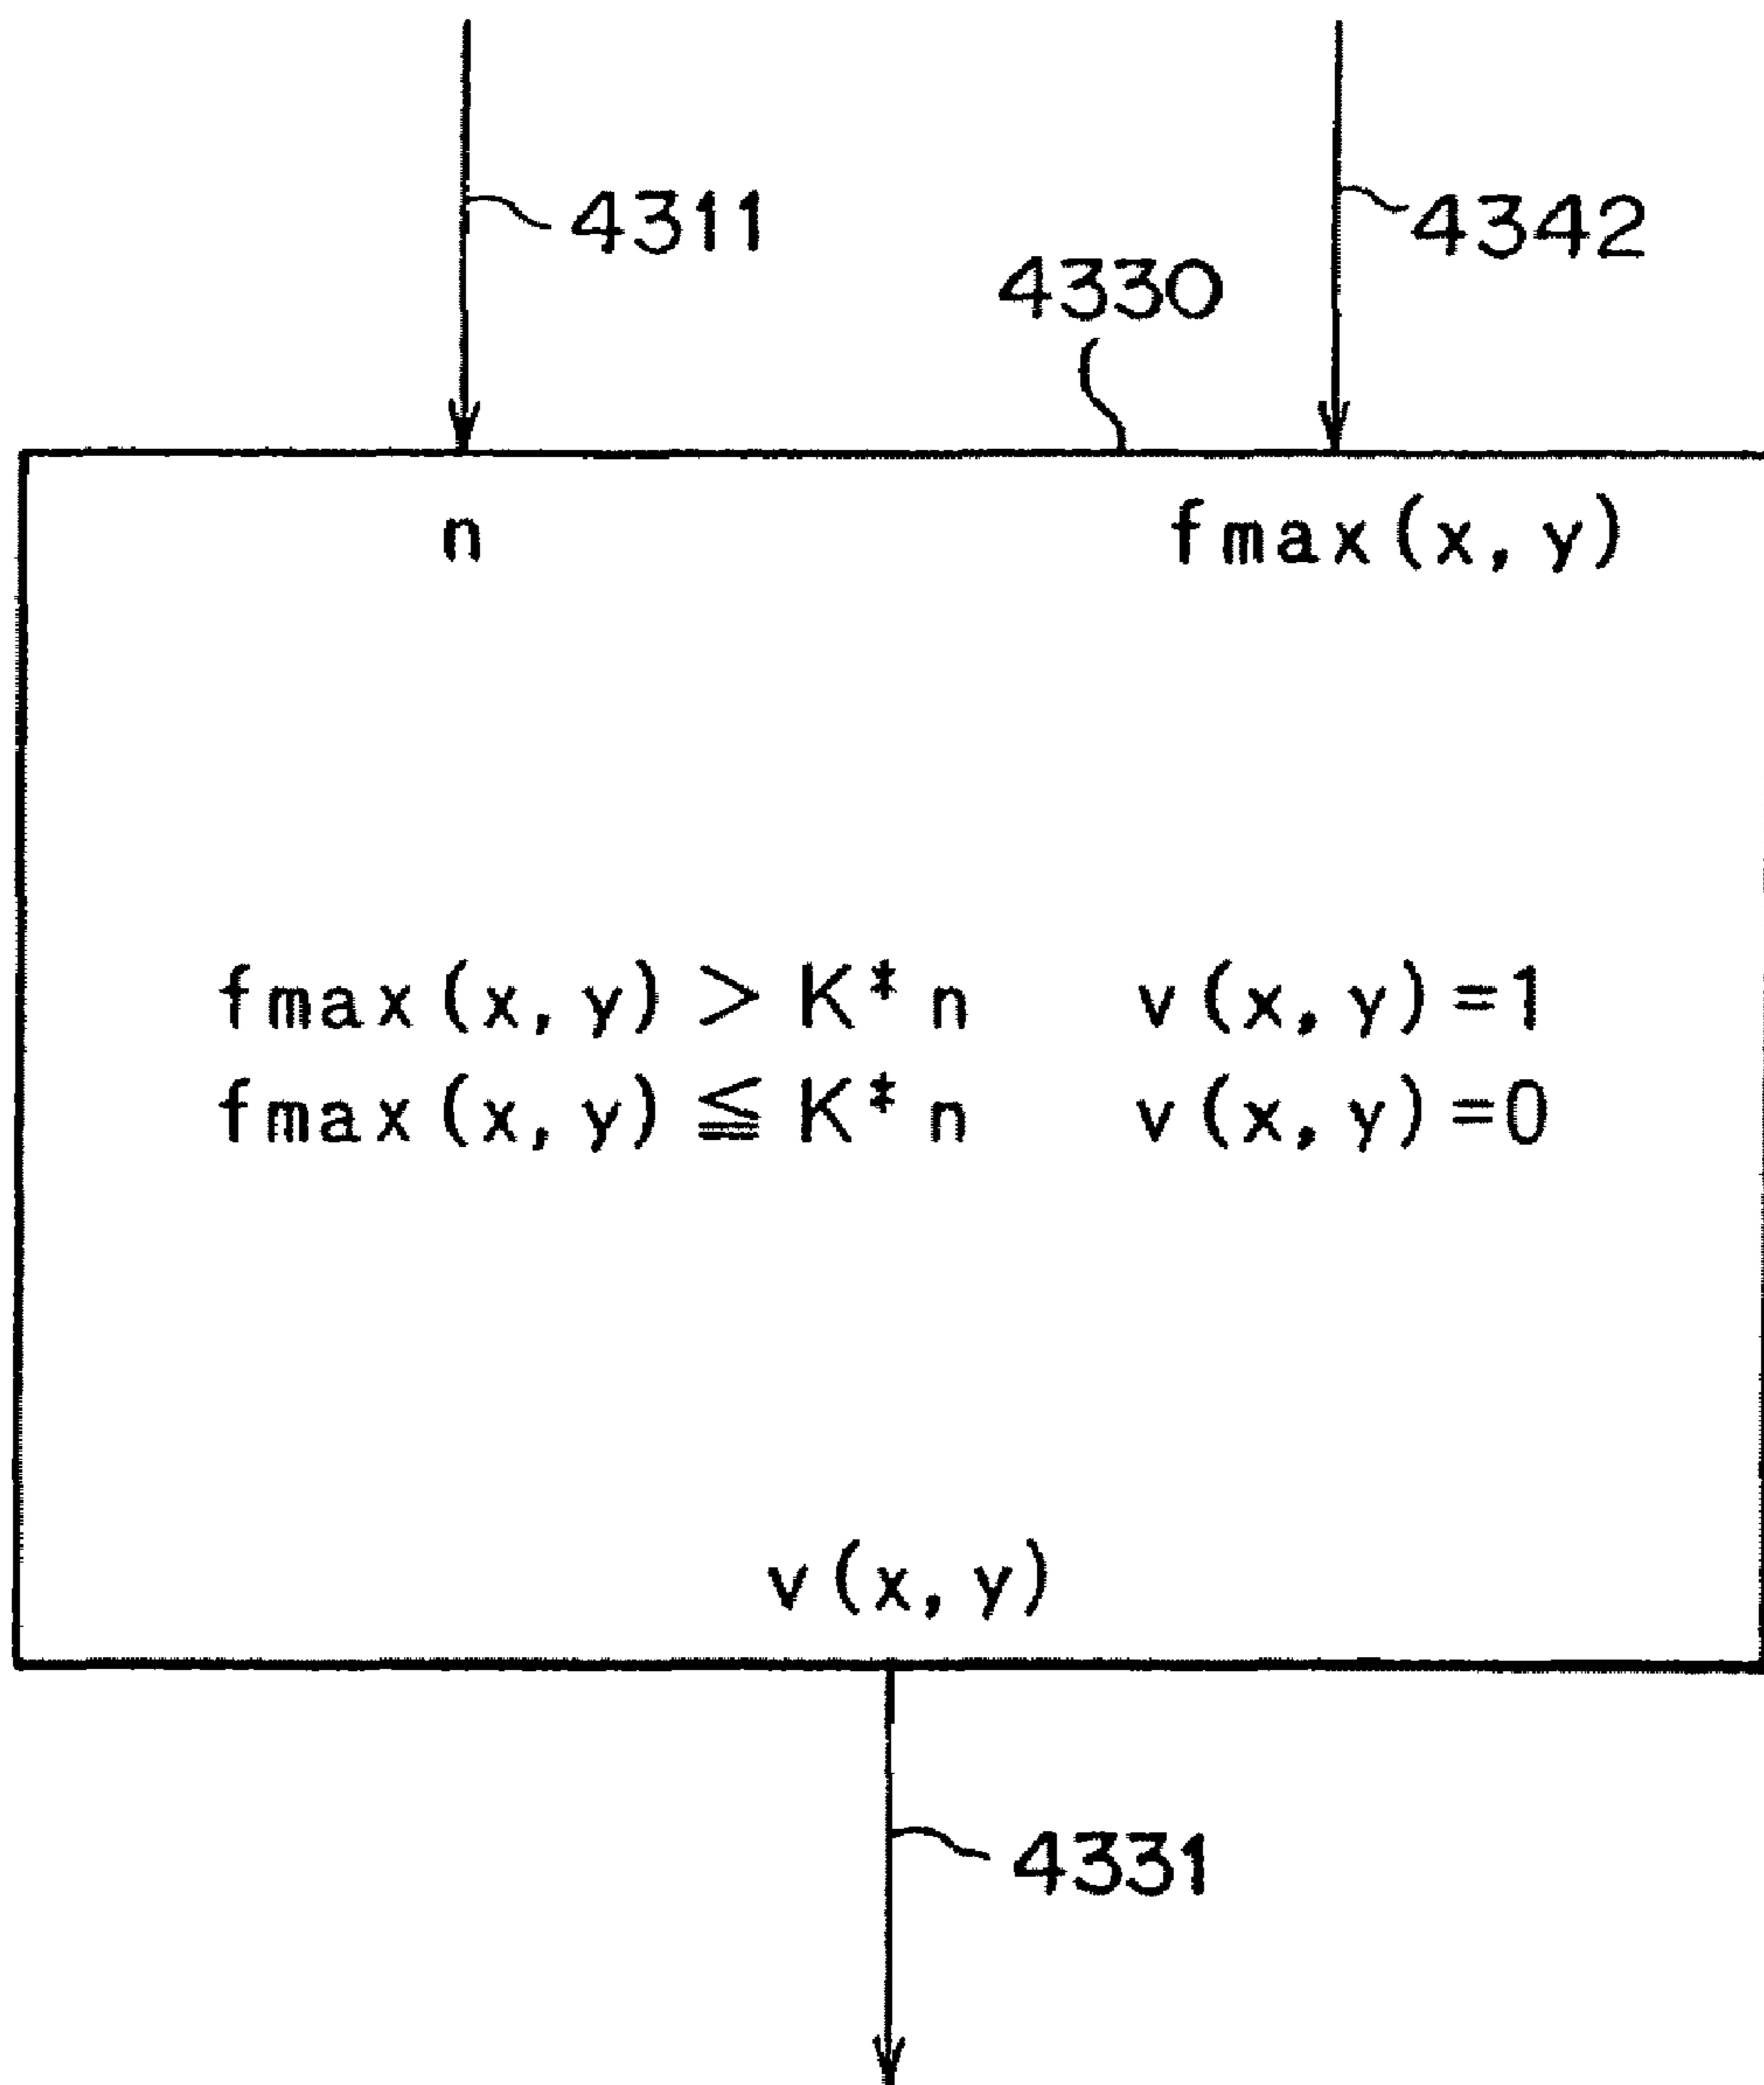 4311
4342
4330
n
fmax(x, y)
fmax(x, y) > K* n v(x, y)=1
fmax(x, y) ≦ K* n v(x, y)=0
v(x, y)
4331